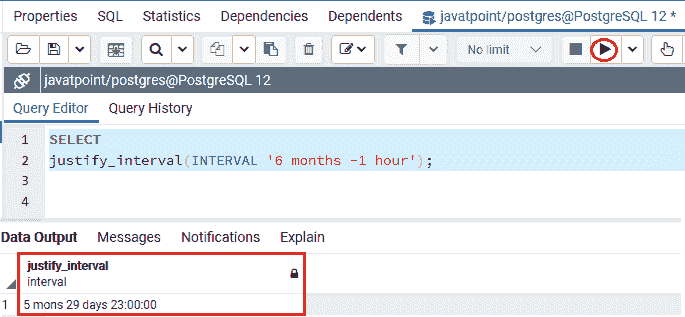 Properties SQL Statistics Dependencies Dependents javatpoint/postgres@PostgreSQL 12 *
No limit
javatpoint/postgres@PostgreSQL 12
Query Editor Query History
1 SELECT
2 justify_interval(INTERVAL '6 months -1 hour');
3
4
Data Output Messages Notifications Explain
justify_interval
interval
1 5 mons 29 days 23:00:00